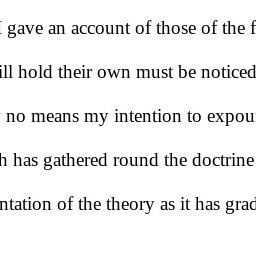 I gave an account of those of the f
ill hold their own must be noticed
no means my intention to expou
h has gathered round the doctrine
ntation of the theory as it has grad